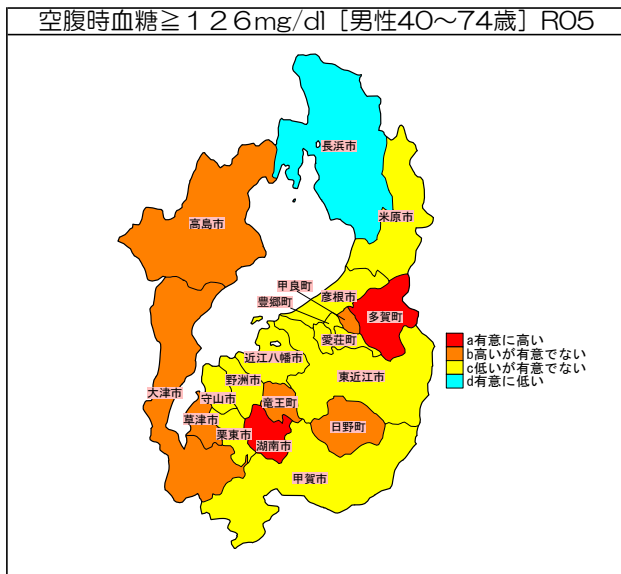 空腹時血糖≧１２６mg/dl [男性40～74歳] R05
長浜市
高島市
米原市
甲良町
豊郷町
彦根市
多賀町
愛荘町
近江八幡市
東近江市
野洲市
大津市
守山市
竜王町
草津市
日野町
栗東市
湖南市
甲賀市
a有意に高い
b高いが有意でない
c低いが有意でない
d有意に低い